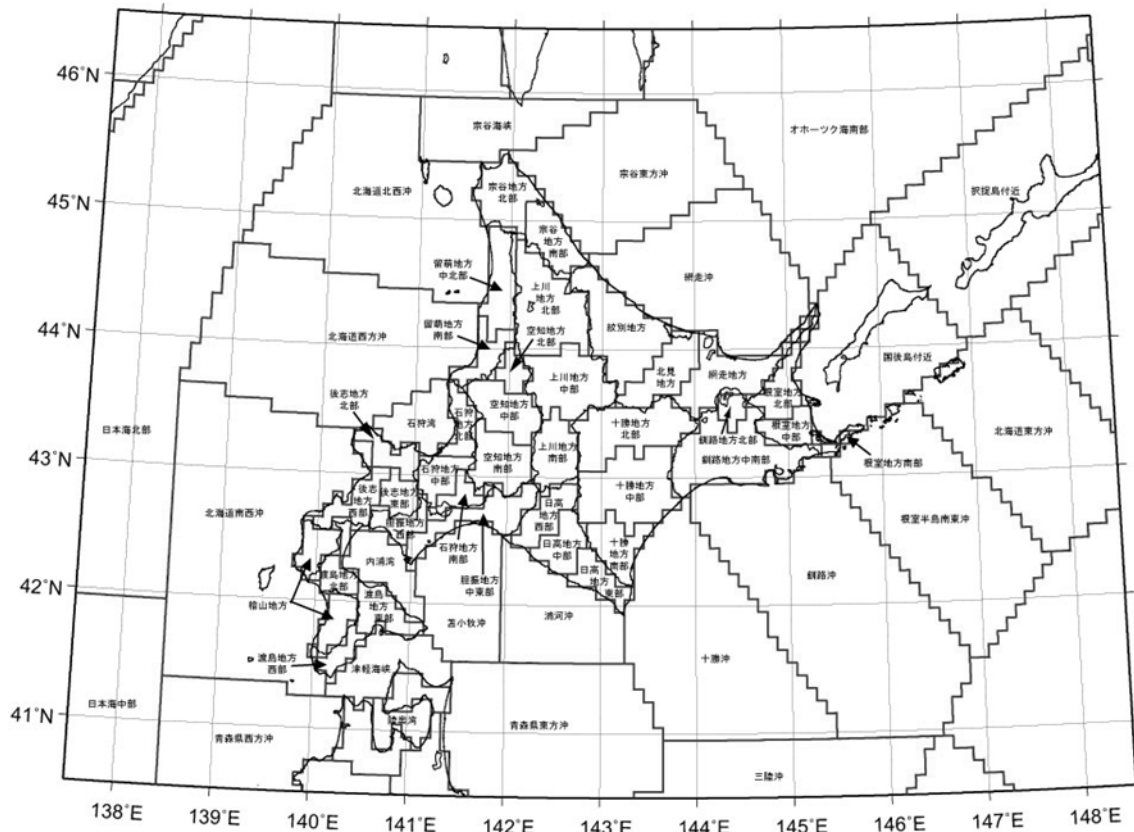 46°N
宗谷海峡
オホーツク海南部
宗谷東方沖
宗谷地方
北部
北海道北西沖
択捉島付近
45°N
宗谷
地方
南部
留萌地方
中北部
上川
地方
北部
網走沖
紋別地方
44°N
北海道西方沖
留萌地方
南部
空知地方
北部
国後島付近
北見
地方
網走地方
上川地方
中部
根室地方
北部
後志地方
北部
空知地方
中部
石狩
地方
北部
石狩湾
十勝地方
北部
根室地方
中部
日本海北部
北海道東方沖
43°N
釧路地方北部
上川地方
南部
空知地方
南部
石狩地方
中部
釧路地方中南部
根室地方南部
十勝地方
中部
後志
地方
西部
後志地方
東部
日高
地方
西部
北海道南西沖
胆振地方
西部
根室半島南東沖
石狩地方
南部
日高地方
中部
十勝
地方
南部
内浦湾
釧路沖
42°N
渡島地方
北部
胆振地方
中東部
日高
地方
東部
渡島
地方
東部
檜山地方
苫小牧沖
浦河沖
渡島地方
西部
津軽海峡
十勝沖
41°N
日本海中部
陸奥湾
青森県西方沖
青森県東方沖
三陸沖
138°E
139°E
140°E
141°E
142°E
143°E
144°E
145°E
146°E
147°E
148°E